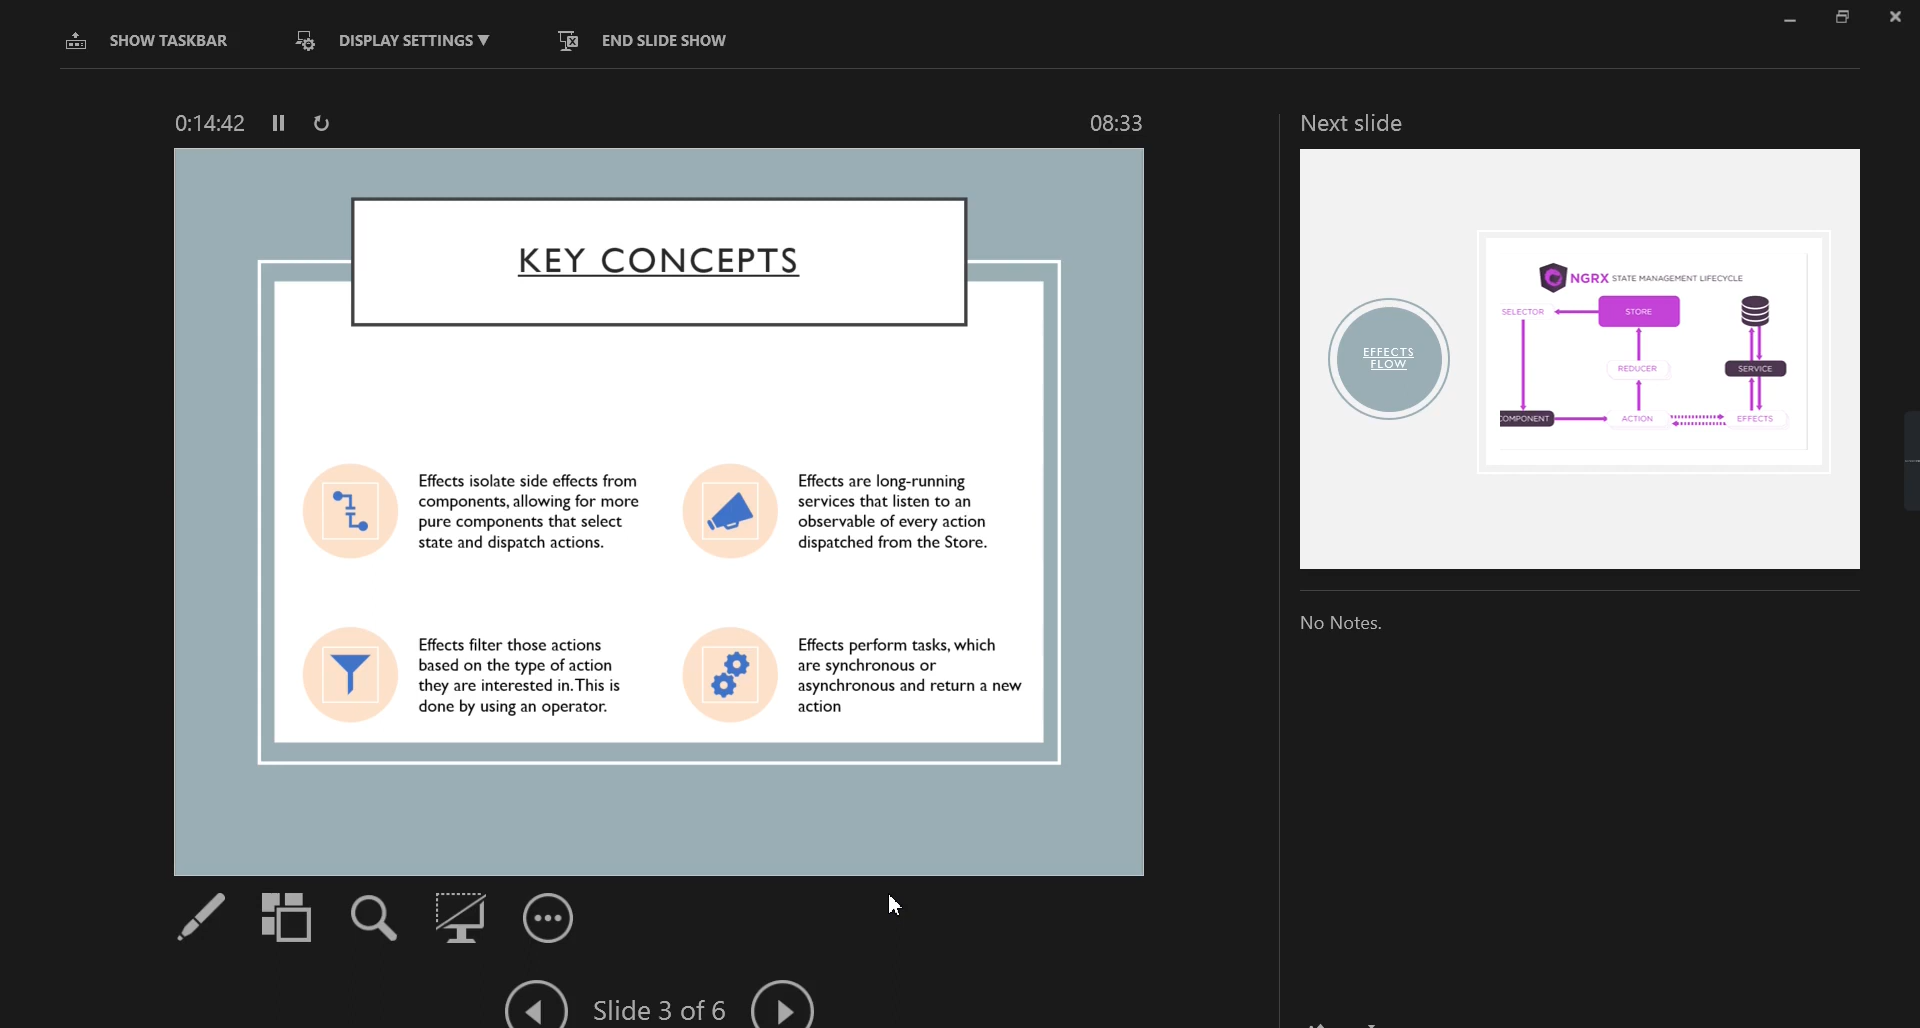 SHOW TASKBAR
DISPLAY SETTINGS ▼
END SLIDE SHOW
0:14:42
08:33
KEY CONCEPTS
Effects isolate side effects from
components, allowing for more
pure components that select
state and dispatch actions.
Effects are long-running
services that listen to an
observable of every action
dispatched from the Store.
Effects filter those actions
based on the type of action
they are interested in. This is
done by using an operator.
Effects perform tasks, which
are synchronous or
asynchronous and return a new
action
Slide 3 of 6
Next slide
EFFECTS
FLOW
NGRX STATE MANAGEMENT LIFECYCLE
SELECTOR
STORE
REDUCER
SERVICE
COMPONENT
ACTION
EFFECTS
No Notes.